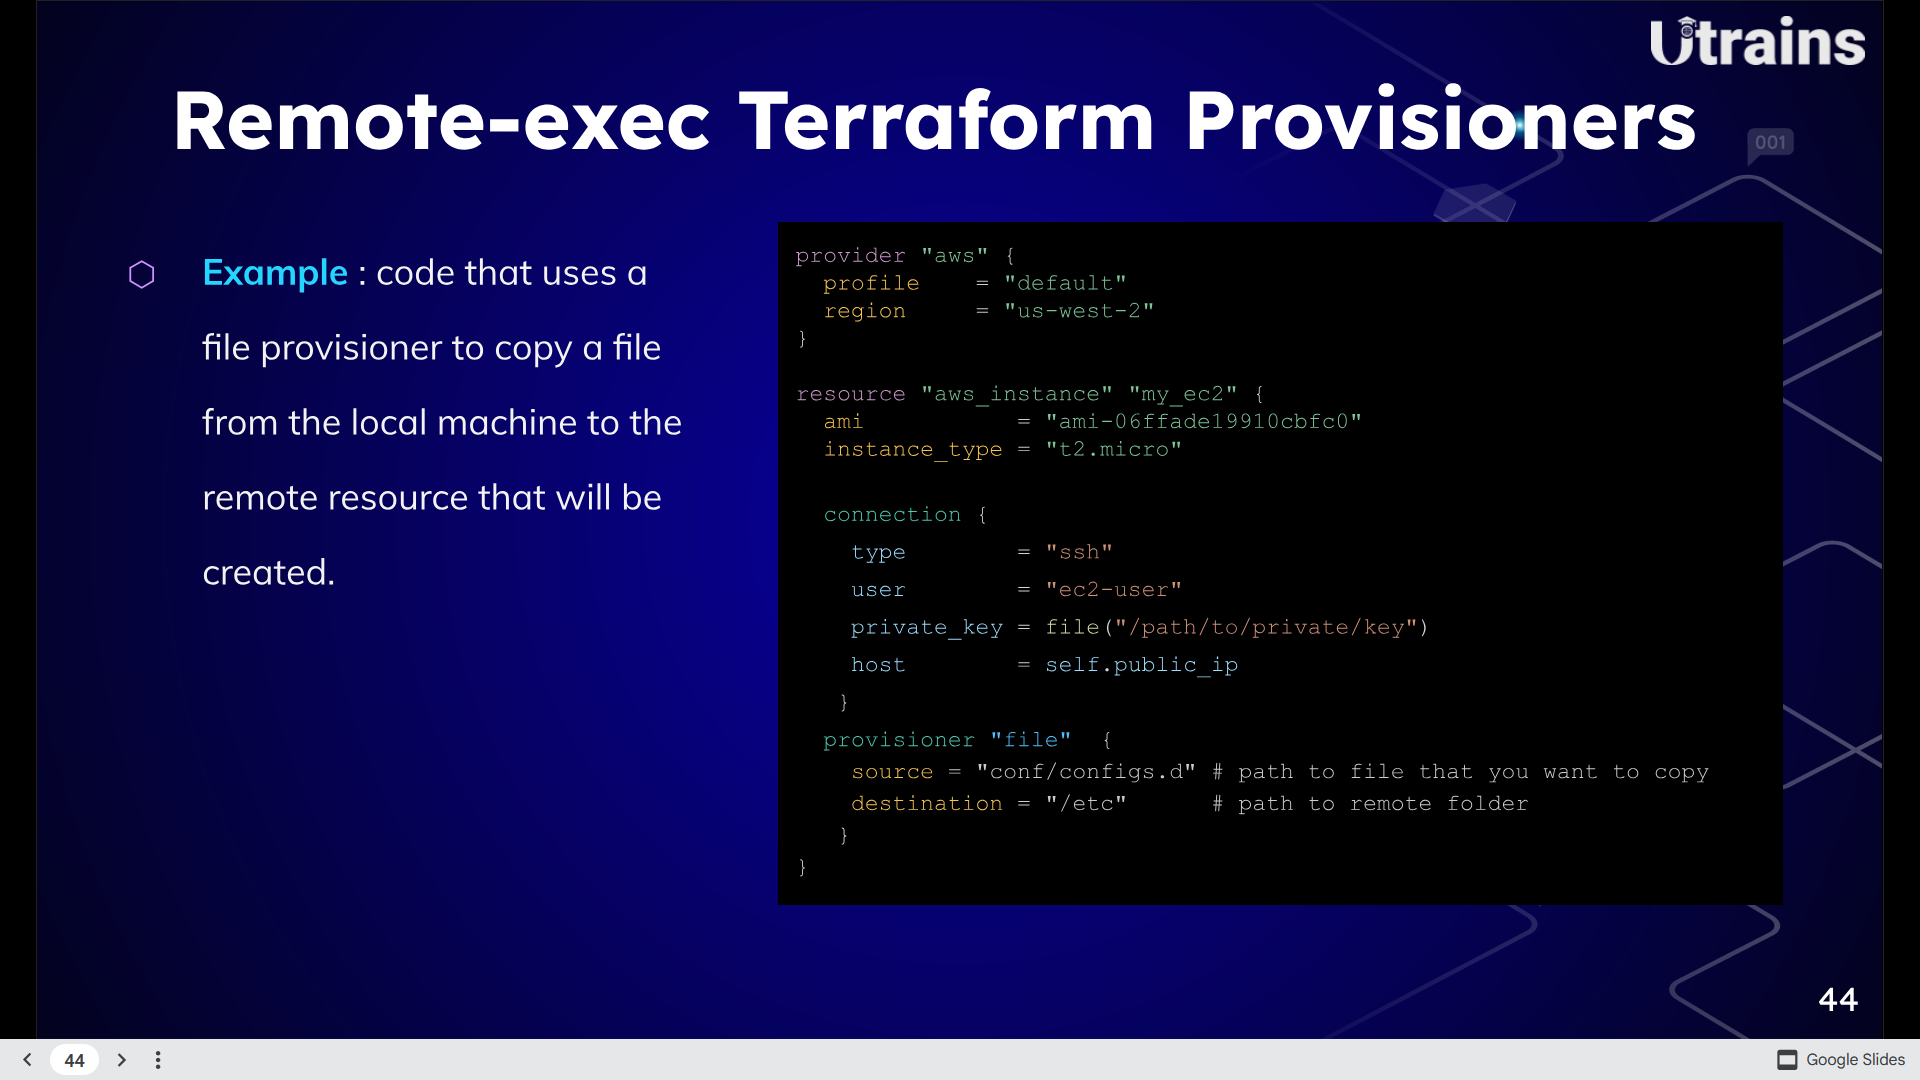 Utrains
Remote-exec Terraform Provisioners
001
Example : code that uses a
file provisioner to copy a file
from the local machine to the
remote resource that will be
created.
provider "aws" {
  profile    = "default"
  region     = "us-west-2"
}
resource "aws_instance" "my_ec2" {
  ami           = "ami-06ffade19910cbfc0"
  instance_type = "t2.micro"
  connection {
    type        = "ssh"
    user        = "ec2-user"
    private_key = file("/path/to/private/key")
    host        = self.public_ip
   }
  provisioner "file"  {
    source = "conf/configs.d" # path to file that you want to copy
    destination = "/etc"      # path to remote folder
   }
}
44
44
Google Slides